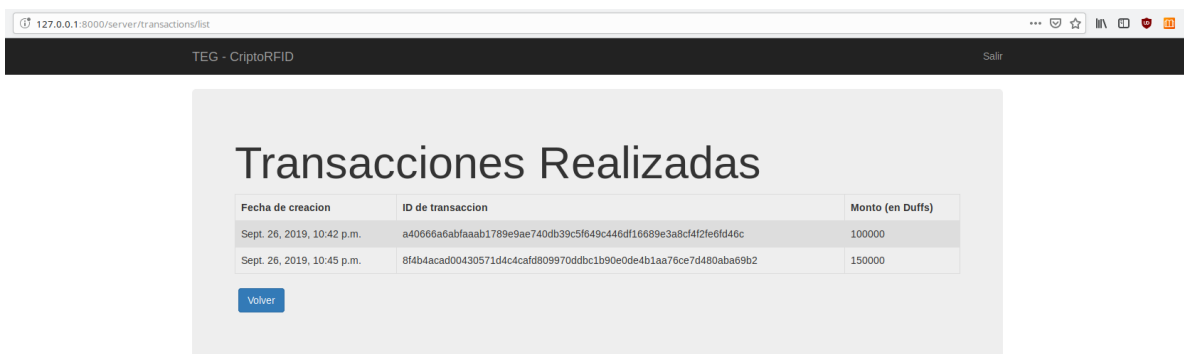 127.0.0.1:8000/server/transactions/list
TEG - CriptoRFID Salir
Transacciones Realizadas
Fecha de creacion ID de transaccion Monto (en Duffs)
Sept. 26, 2019, 10:42 p.m. a40666a6abfaaab1789e9ae740db39c5f649c446df16689e3a8cf4f2fe6fd46c 100000
Sept. 26, 2019, 10:45 p.m. 8f4b4acad00430571d4c4cafd809970ddbc1b90e0de4b1aa76ce7d480aba69b2 150000
Volver